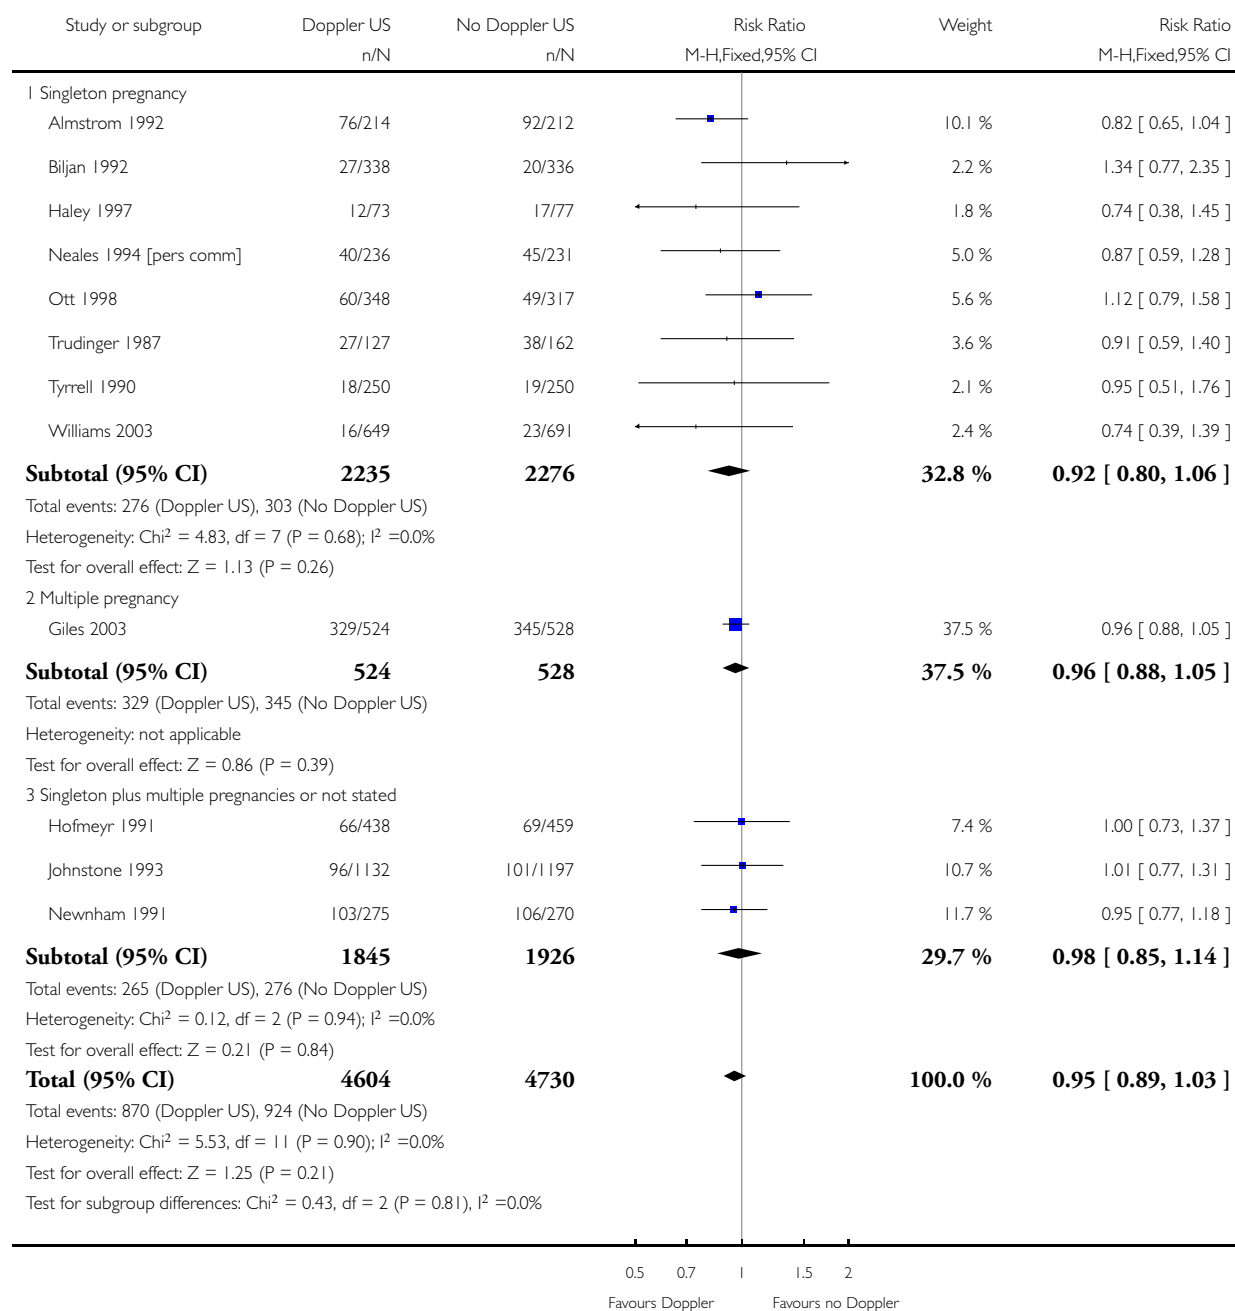 Study or subgroup Doppler US No Doppler US Risk Ratio Weight Risk Ratio
n/N n/N M-H,Fixed,95% CI M-H,Fixed,95% CI
1 Singleton pregnancy
Almstrom 1992 76/214 92/212 10.1 % 0.82 [ 0.65, 1.04 ]
Biljan 1992 27/338 20/336 2.2 % 1.34 [ 0.77, 2.35 ]
Haley 1997 12/73 17/77 1.8 % 0.74 [ 0.38, 1.45 ]
Neales 1994 [pers comm] 40/236 45/231 5.0 % 0.87 [ 0.59, 1.28 ]
Ott 1998 60/348 49/317 5.6 % 1.12 [ 0.79, 1.58 ]
Trudinger 1987 27/127 38/162 3.6 % 0.91 [ 0.59, 1.40 ]
Tyrrell 1990 18/250 19/250 2.1 % 0.95 [ 0.51, 1.76 ]
Williams 2003 16/649 23/691 2.4 % 0.74 [ 0.39, 1.39 ]
Subtotal (95% CI) 2235 2276 32.8 % 0.92 [ 0.80, 1.06 ]
Total events: 276 (Doppler US), 303 (No Doppler US)
Heterogeneity: Chi² = 4.83, df = 7 (P = 0.68); I² =0.0%
Test for overall effect: Z = 1.13 (P = 0.26)
2 Multiple pregnancy
Giles 2003 329/524 345/528 37.5 % 0.96 [ 0.88, 1.05 ]
Subtotal (95% CI) 524 528 37.5 % 0.96 [ 0.88, 1.05 ]
Total events: 329 (Doppler US), 345 (No Doppler US)
Heterogeneity: not applicable
Test for overall effect: Z = 0.86 (P = 0.39)
3 Singleton plus multiple pregnancies or not stated
Hofmeyr 1991 66/438 69/459 7.4 % 1.00 [ 0.73, 1.37 ]
Johnstone 1993 96/1132 101/1197 10.7 % 1.01 [ 0.77, 1.31 ]
Newnham 1991 103/275 106/270 11.7 % 0.95 [ 0.77, 1.18 ]
Subtotal (95% CI) 1845 1926 29.7 % 0.98 [ 0.85, 1.14 ]
Total events: 265 (Doppler US), 276 (No Doppler US)
Heterogeneity: Chi² = 0.12, df = 2 (P = 0.94); I² =0.0%
Test for overall effect: Z = 0.21 (P = 0.84)
Total (95% CI) 4604 4730 100.0 % 0.95 [ 0.89, 1.03 ]
Total events: 870 (Doppler US), 924 (No Doppler US)
Heterogeneity: Chi² = 5.53, df = 11 (P = 0.90); I² =0.0%
Test for overall effect: Z = 1.25 (P = 0.21)
Test for subgroup differences: Chi² = 0.43, df = 2 (P = 0.81), I² =0.0%
0.5 0.7 1 1.5 2
Favours Doppler Favours no Doppler